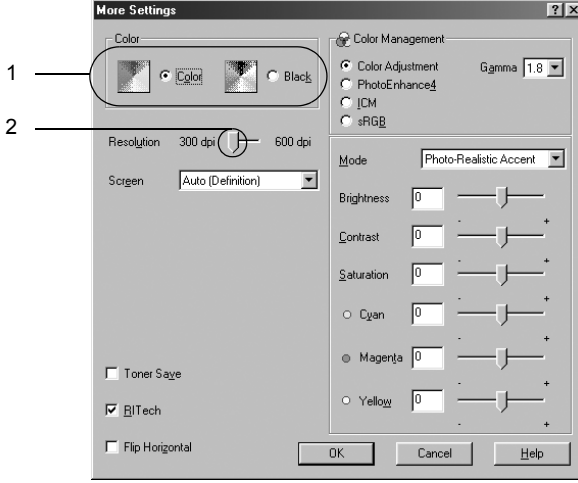 More Settings
? ×
1
Color
Color
Black
2
Resolution 300 dpi 600 dpi
Screen Auto (Definition)
Toner Save
RITech
Flip Horizontal
Color Management
Color Adjustment Gamma 1.8
PhotoEnhance4
ICM
sRGB
Mode Photo-Realistic Accent
Brightness 0
- +
Contrast 0
- +
Saturation 0
- +
Cyan 0
- +
Magenta 0
- +
Yellow 0
- +
OK Cancel Help